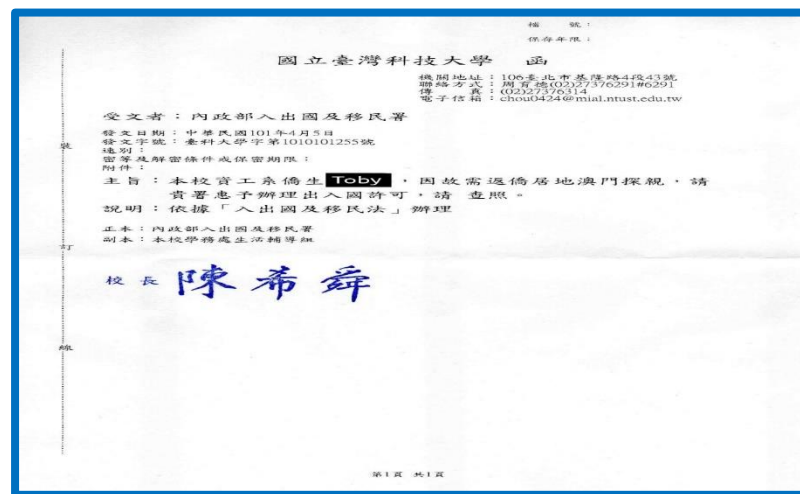 檔　　號：
保存年限：
國立臺灣科技大學　函
機關地址：106臺北市基隆路4段43號
聯絡方式：周育德(02)27376291#6291
傳　　真：(02)27376314
電子信箱：chou0424@mial.ntust.edu.tw
受文者：內政部入出國及移民署
發文日期：中華民國101年4月5日
發文字號：臺科大學字第1010101255號
速別：
密等及解密條件或保密期限：
附件：
主旨：本校資工系僑生 Toby ，因故需返僑居地澳門探親，請
貴署惠予辦理出入國許可，請 查照。
說明：依據「入出國及移民法」辦理
正本：內政部入出國及移民署
副本：本校學務處生活輔導組
校長 陳希舜
裝
訂
線
第1頁 共1頁